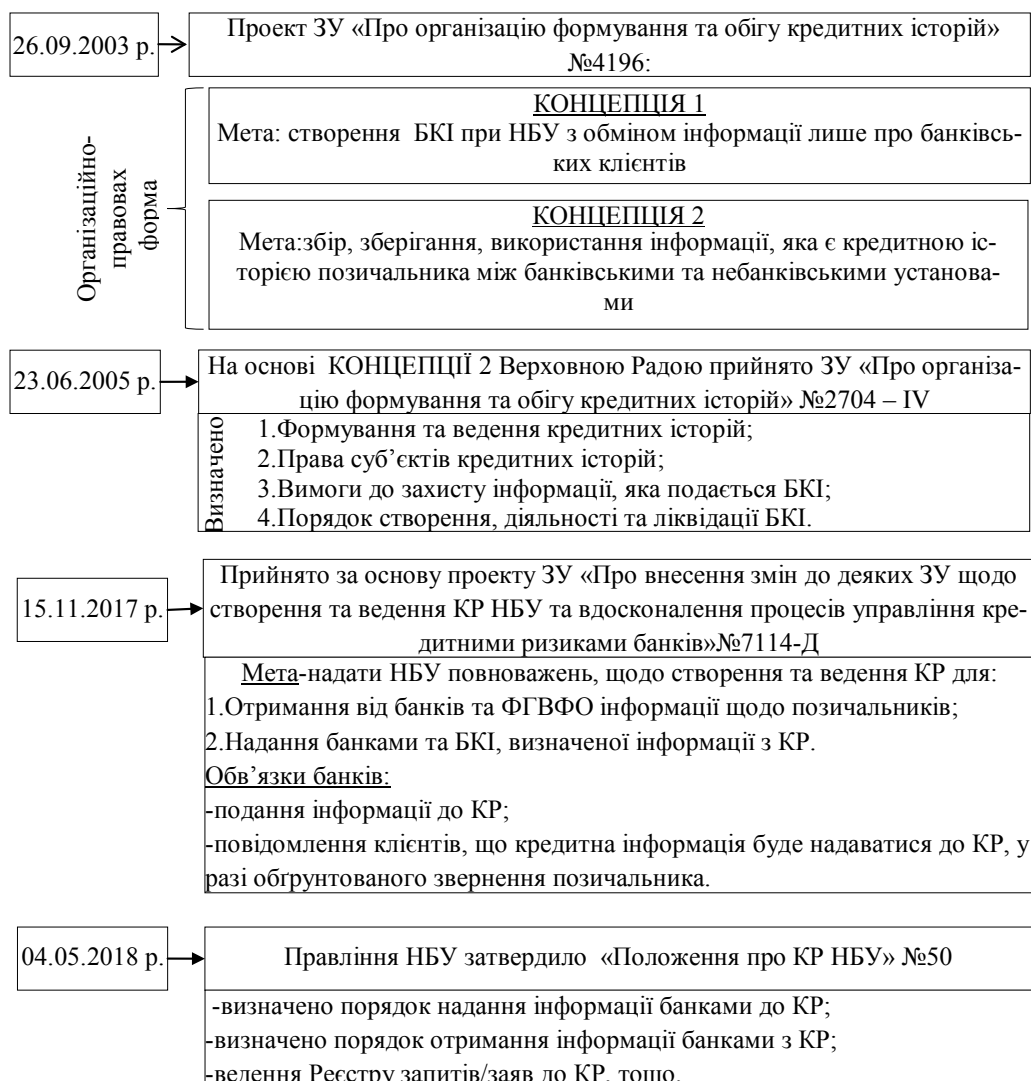 26.09.2003 р.
Проект ЗУ «Про організацію формування та обігу кредитних історій»
№4196:
Організаційно-
правовах
форма
КОНЦЕПЦІЯ 1
Мета: створення БКІ при НБУ з обміном інформації лише про банківсь-
ких клієнтів
КОНЦЕПЦІЯ 2
Мета:збір, зберігання, використання інформації, яка є кредитною іс-
торією позичальника між банківськими та небанківськими установа-
ми
23.06.2005 р.
На основі КОНЦЕПЦІЇ 2 Верховною Радою прийнято ЗУ «Про організа-
цію формування та обігу кредитних історій» №2704 – IV
Визначено
1.Формування та ведення кредитних історій;
2.Права суб’єктів кредитних історій;
3.Вимоги до захисту інформації, яка подається БКІ;
4.Порядок створення, діяльності та ліквідації БКІ.
15.11.2017 р.
Прийнято за основу проекту ЗУ «Про внесення змін до деяких ЗУ щодо
створення та ведення КР НБУ та вдосконалення процесів управління кре-
дитними ризиками банків»№7114-Д
Мета-надати НБУ повноважень, щодо створення та ведення КР для:
1.Отримання від банків та ФГВФО інформації щодо позичальників;
2.Надання банками та БКІ, визначеної інформації з КР.
Обв’язки банків:
-подання інформації до КР;
-повідомлення клієнтів, що кредитна інформація буде надаватися до КР, у
разі обґрунтованого звернення позичальника.
04.05.2018 р.
Правління НБУ затвердило «Положення про КР НБУ» №50
-визначено порядок надання інформації банками до КР;
-визначено порядок отримання інформації банками з КР;
-ведення Реєстру запитів/заяв до КР, тощо.